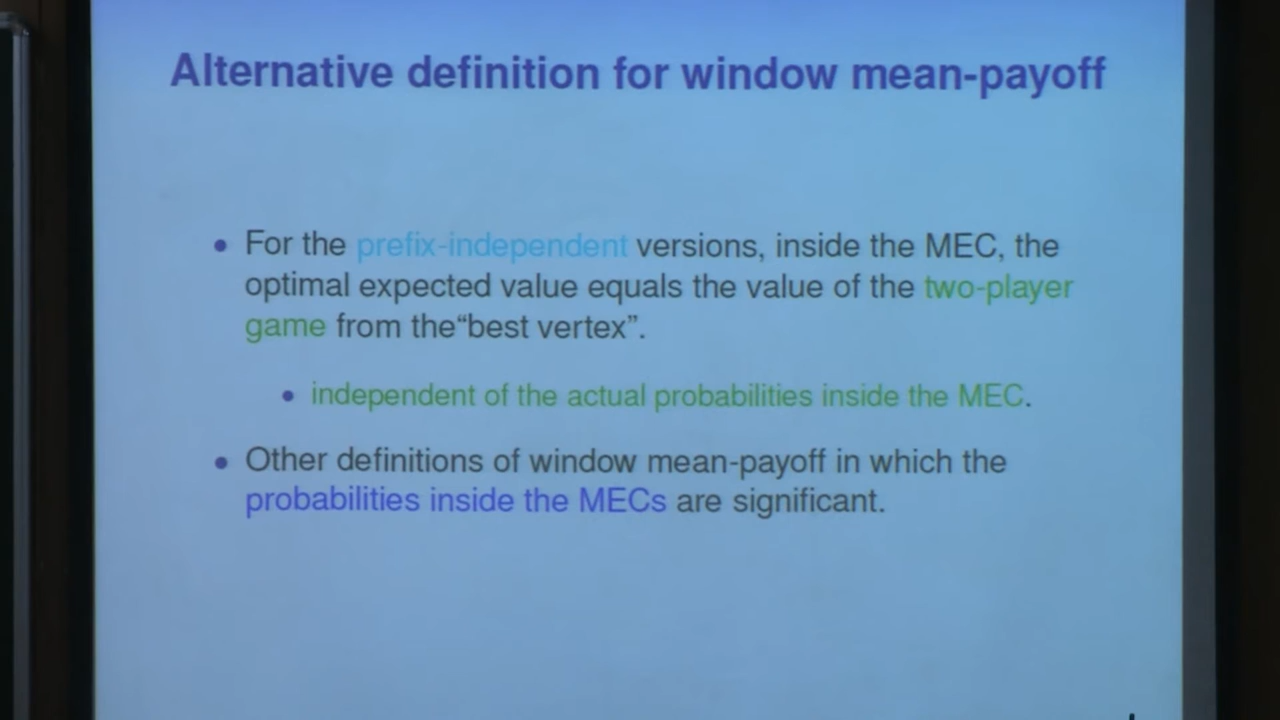 Alternative definition for window mean-payoff
• For the prefix-independent versions, inside the MEC, the
optimal expected value equals the value of the two-player
game from the“best vertex”.
• independent of the actual probabilities inside the MEC.
• Other definitions of window mean-payoff in which the
probabilities inside the MECs are significant.